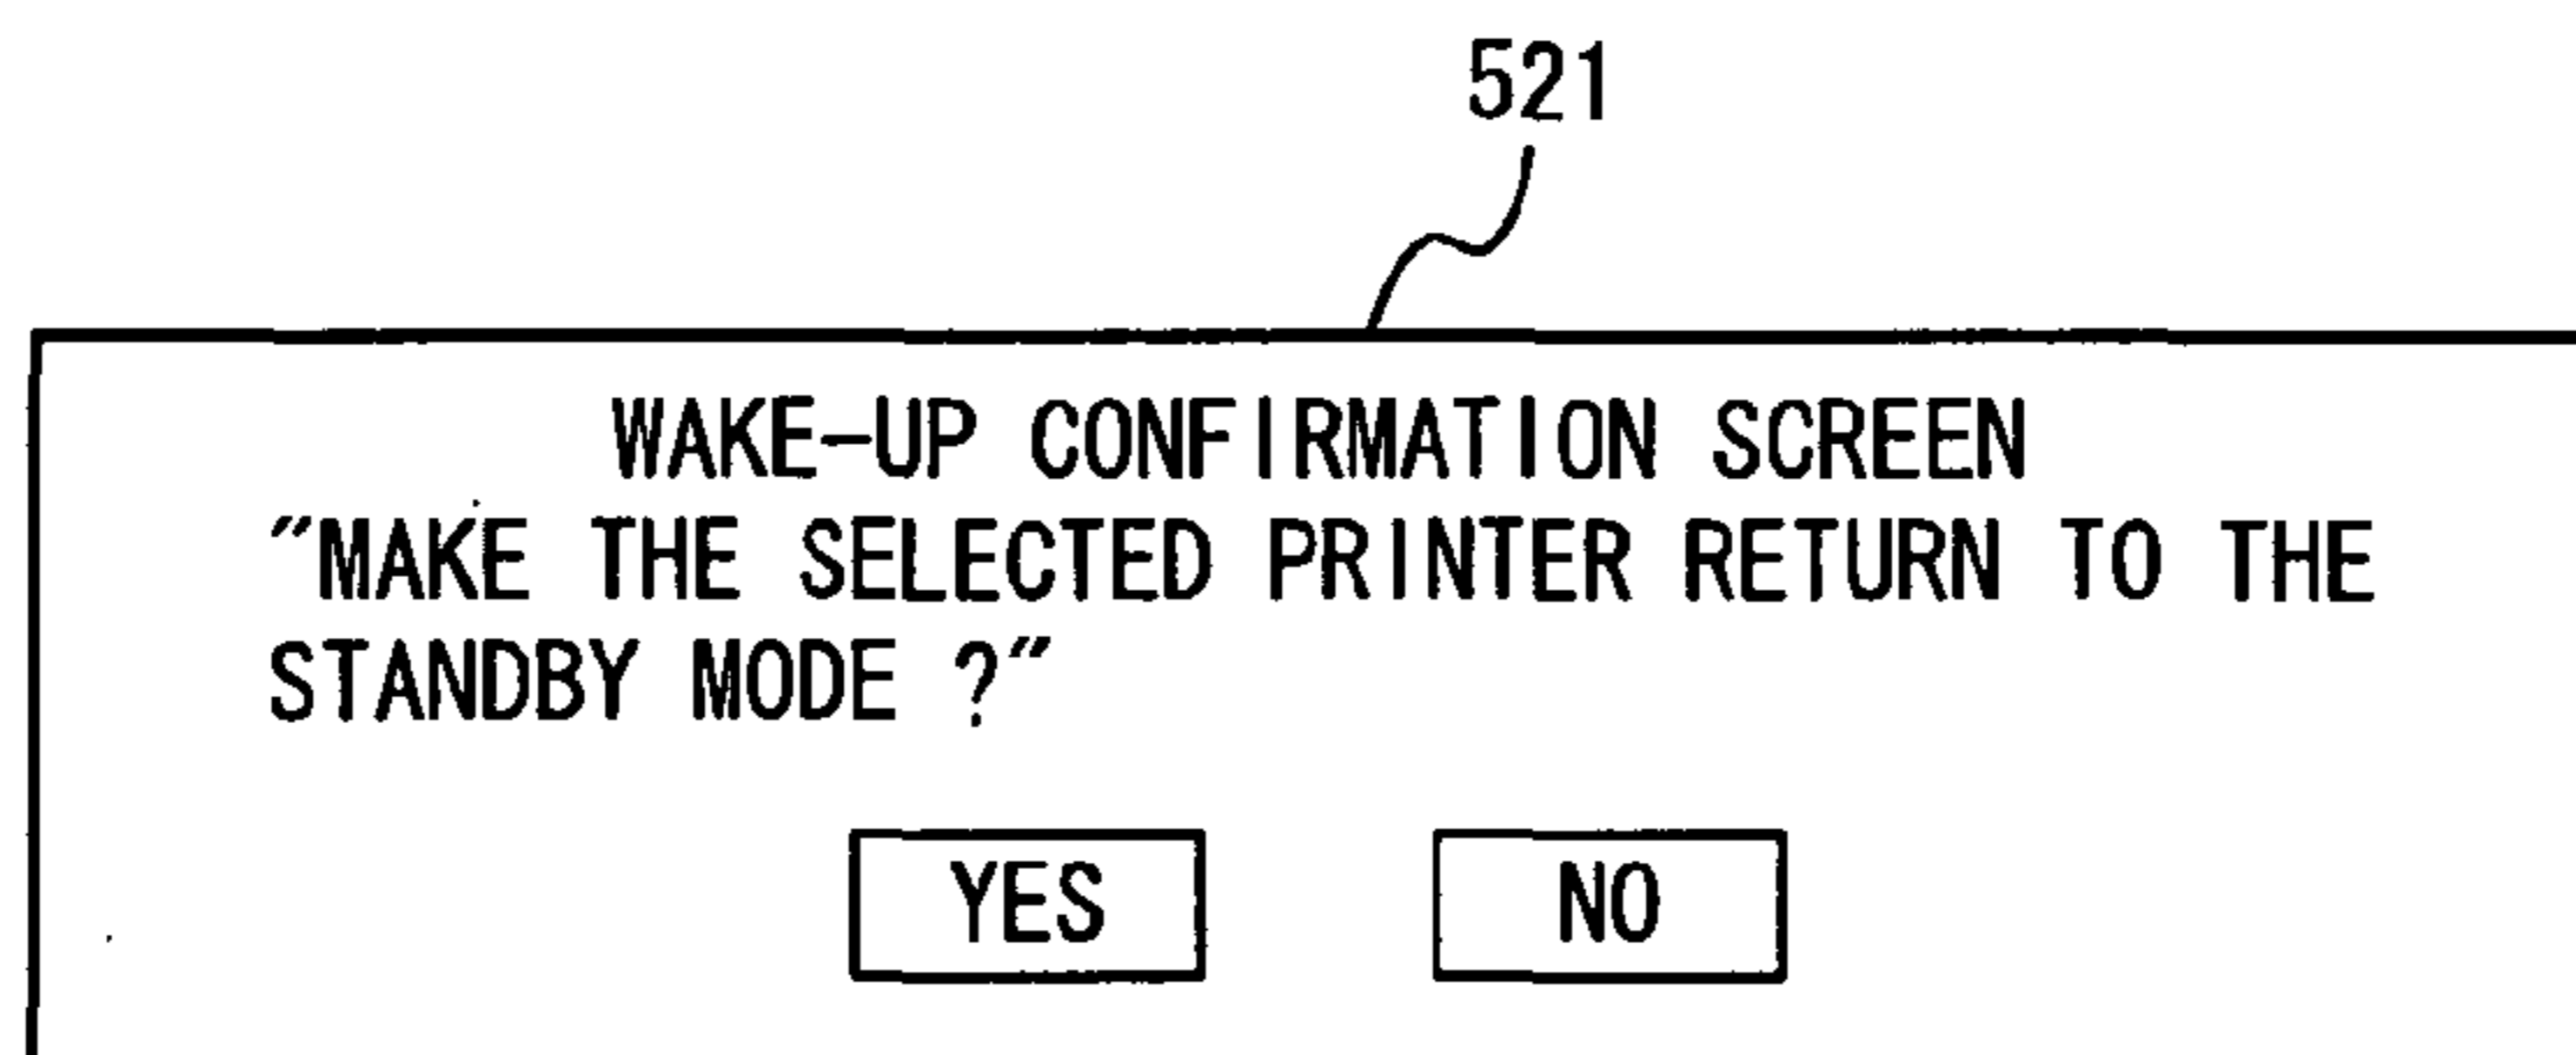 521
WAKE-UP CONFIRMATION SCREEN
"MAKE THE SELECTED PRINTER RETURN TO THE
STANDBY MODE ?"
YES NO